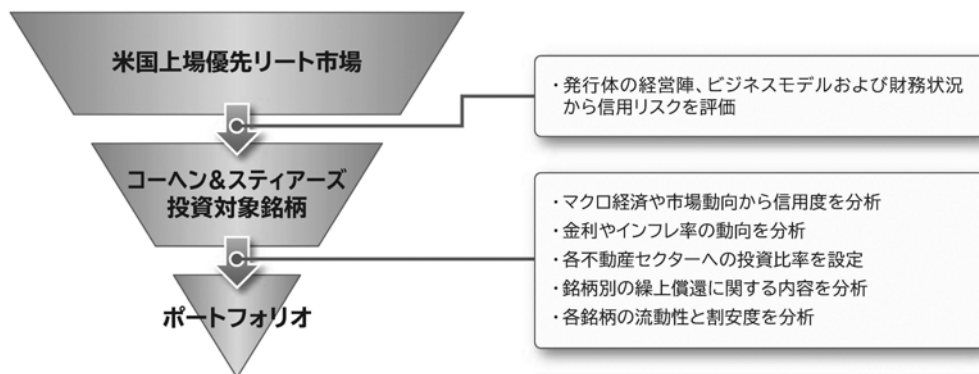 米国上場優先リート市場
・発行体の経営陣、ビジネスモデルおよび財務状況
から信用リスクを評価
コーヘン&スティアーズ
投資対象銘柄
・マクロ経済や市場動向から信用度を分析
・金利やインフレ率の動向を分析
・各不動産セクターへの投資比率を設定
・銘柄別の繰上償還に関する内容を分析
・各銘柄の流動性と割安度を分析
ポートフォリオ